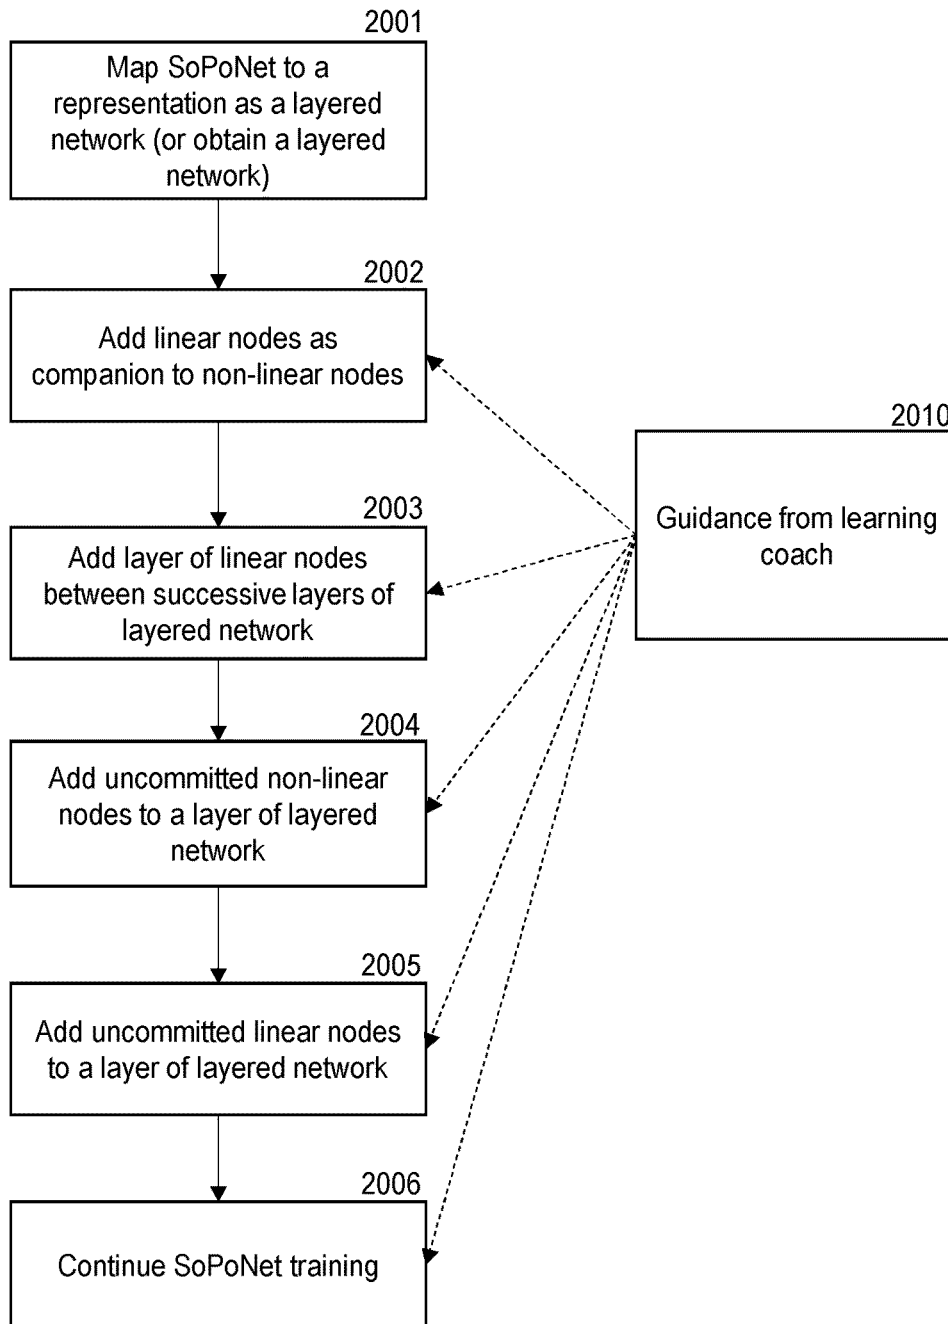 2001
Map SoPoNet to a
representation as a layered
network (or obtain a layered
network)
2002
Add linear nodes as
companion to non-linear nodes
2010
Guidance from learning
coach
2003
Add layer of linear nodes
between successive layers of
layered network
2004
Add uncommitted non-linear
nodes to a layer of layered
network
2005
Add uncommitted linear nodes
to a layer of layered network
2006
Continue SoPoNet training